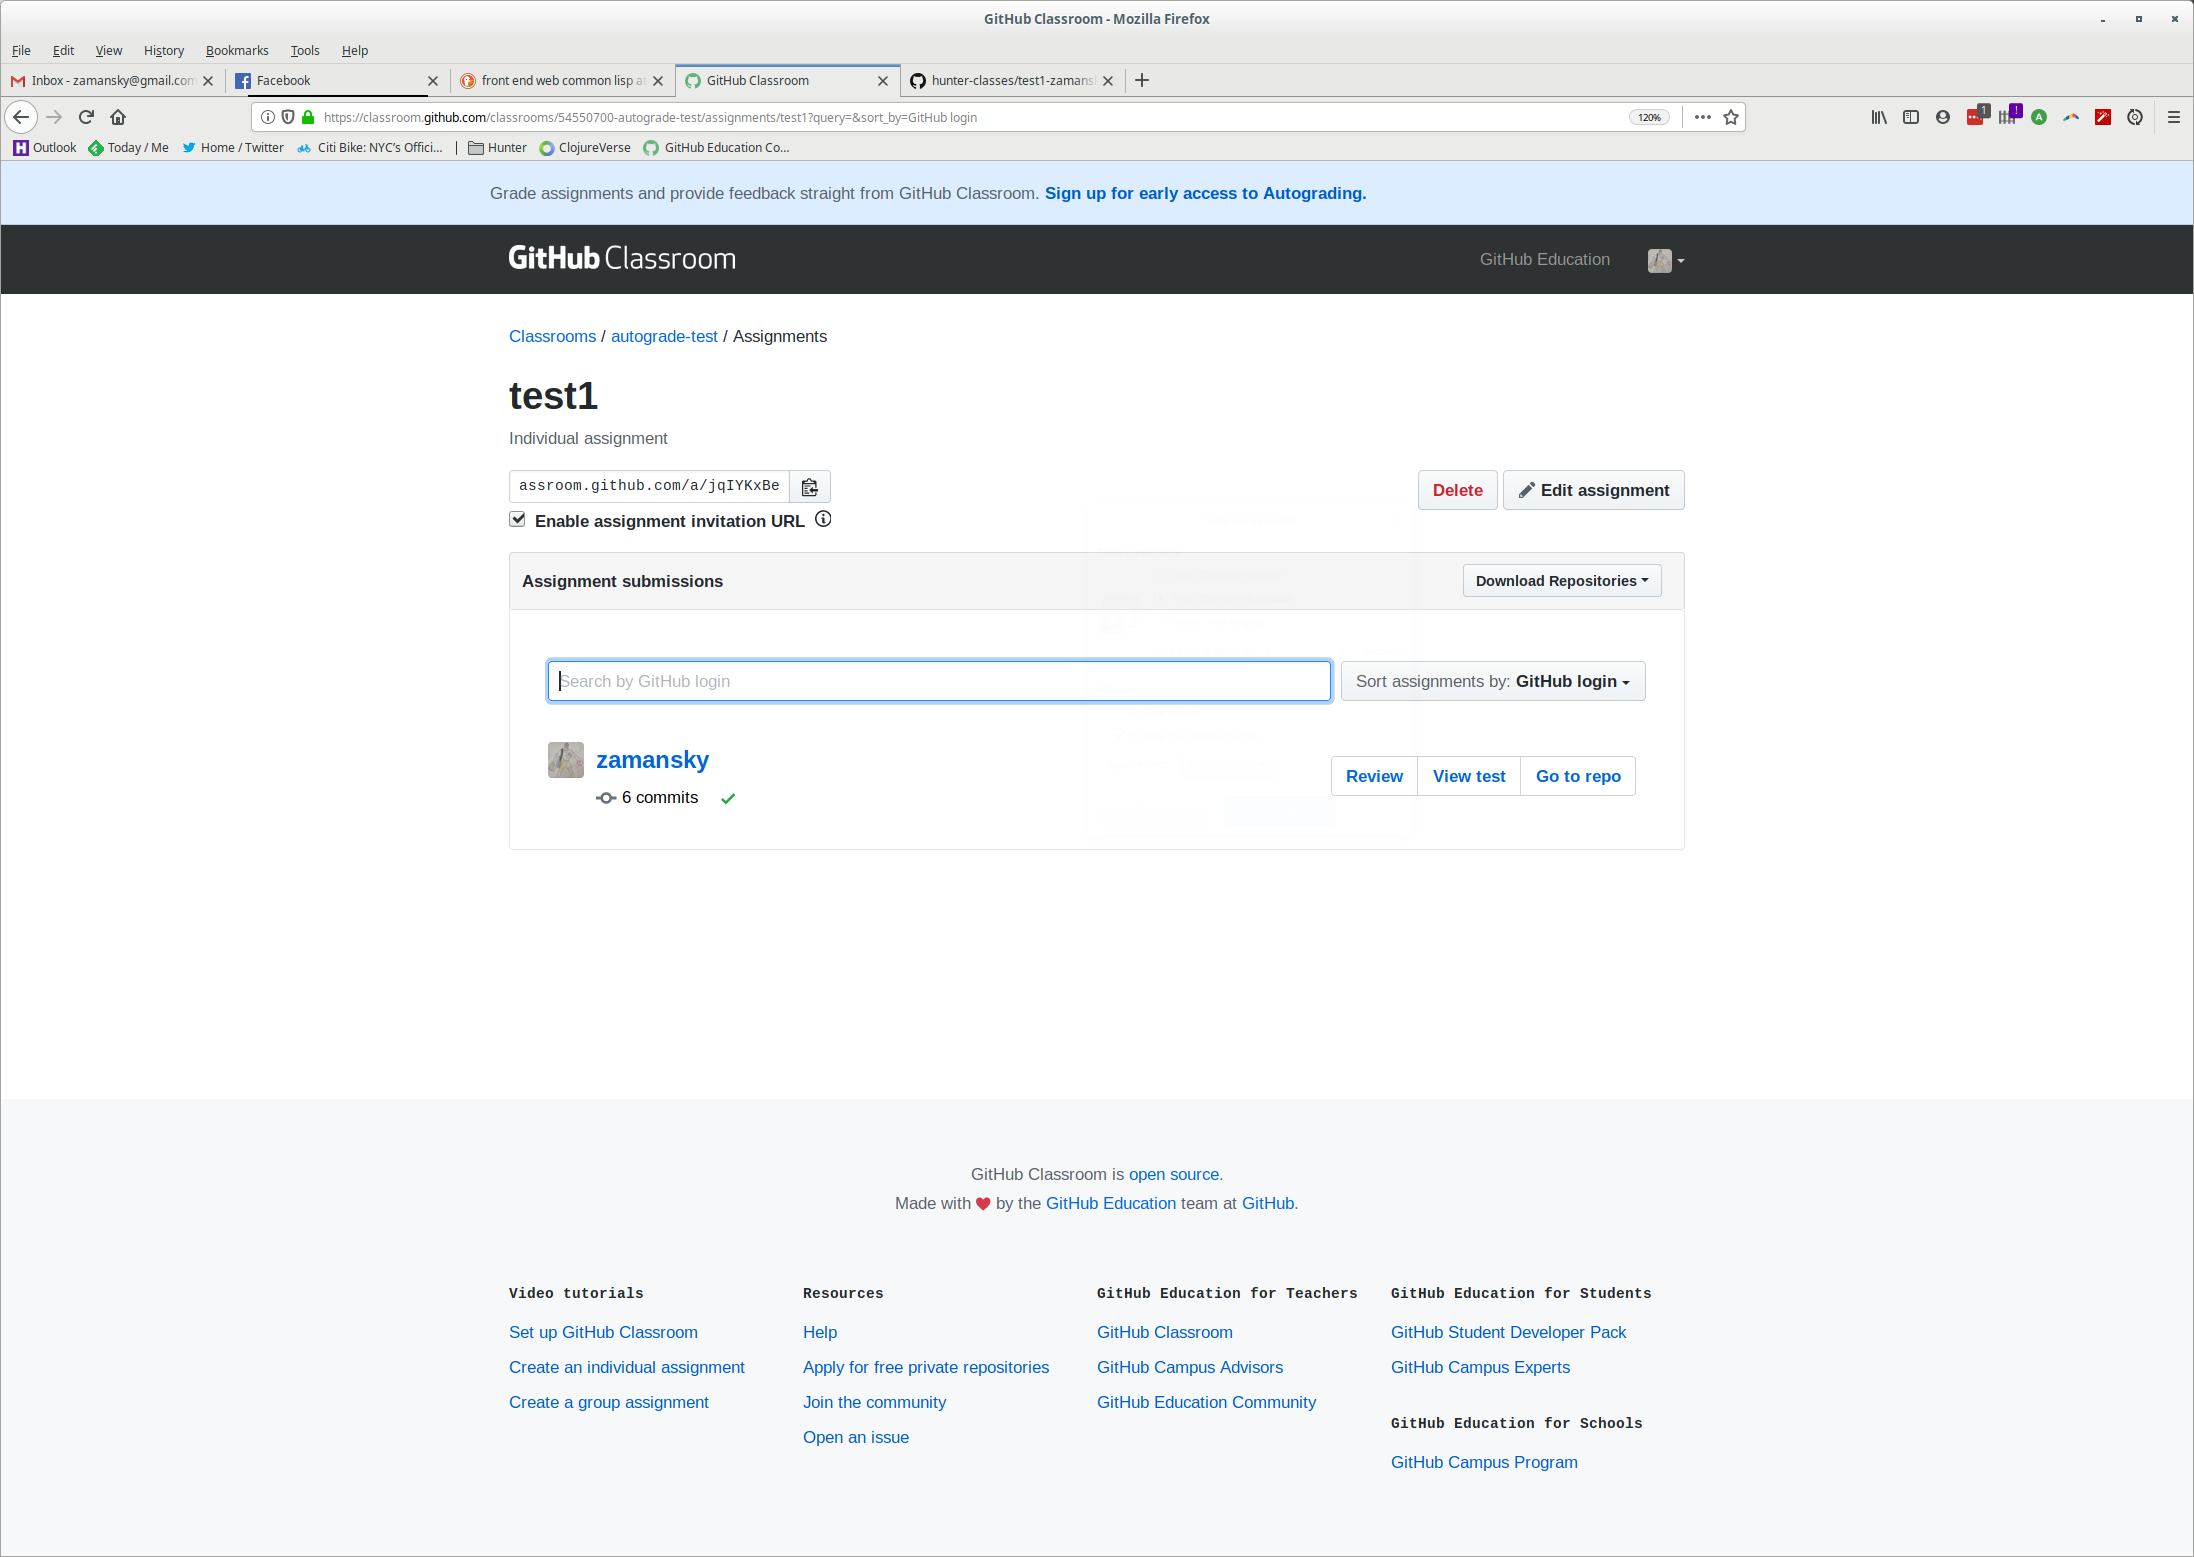 GitHub Classroom - Mozilla Firefox
File Edit View History Bookmarks Tools Help
Inbox - zamansky@gmail.com
Facebook
front end web common lisp at
GitHub Classroom
hunter-classes/test1-zamans
https://classroom.github.com/classrooms/54550700-autograde-test/assignments/test1?query=&sort_by=GitHub login
120%
1
!
A
Outlook Today / Me Home / Twitter Citi Bike: NYC's Offici... Hunter ClojureVerse GitHub Education Co...
Grade assignments and provide feedback straight from GitHub Classroom. Sign up for early access to Autograding.
GitHub Classroom
GitHub Education
Classrooms / autograde-test / Assignments
test1
Individual assignment
assroom.github.com/a/jqIYKxBe
Delete
Edit assignment
Enable assignment invitation URL
Assignment submissions
Download Repositories
Search by GitHub login
Sort assignments by: GitHub login
zamansky
6 commits
Review
View test
Go to repo
GitHub Classroom is open source.
Made with ❤ by the GitHub Education team at GitHub.
Video tutorials
Set up GitHub Classroom
Create an individual assignment
Create a group assignment
Resources
Help
Apply for free private repositories
Join the community
Open an issue
GitHub Education for Teachers
GitHub Classroom
GitHub Campus Advisors
GitHub Education Community
GitHub Education for Students
GitHub Student Developer Pack
GitHub Campus Experts
GitHub Education for Schools
GitHub Campus Program